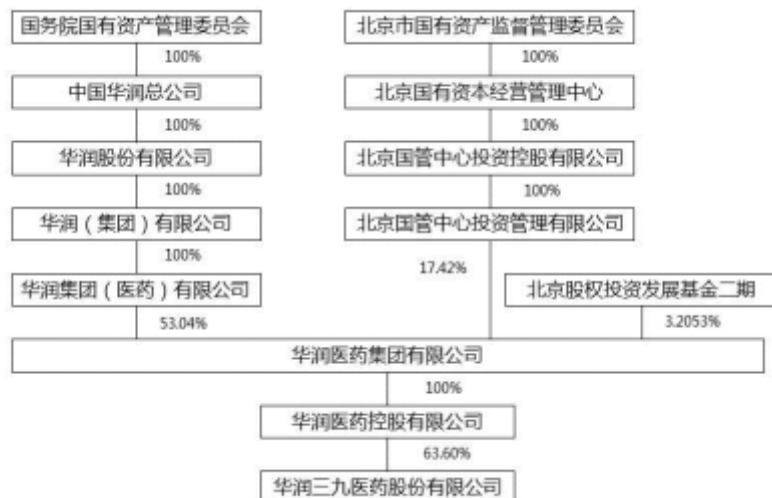 国务院国有资产管理委员会
北京市国有资产监督管理委员会
100%
100%
中国华润总公司
北京国有资本经营管理中心
100%
100%
华润股份有限公司
北京国管中心投资控股有限公司
100%
100%
华润（集团）有限公司
北京国管中心投资管理有限公司
100%
17.42%
华润集团（医药）有限公司
北京股权投资发展基金二期
53.04%
3.2053%
华润医药集团有限公司
100%
华润医药控股有限公司
63.60%
华润三九医药股份有限公司